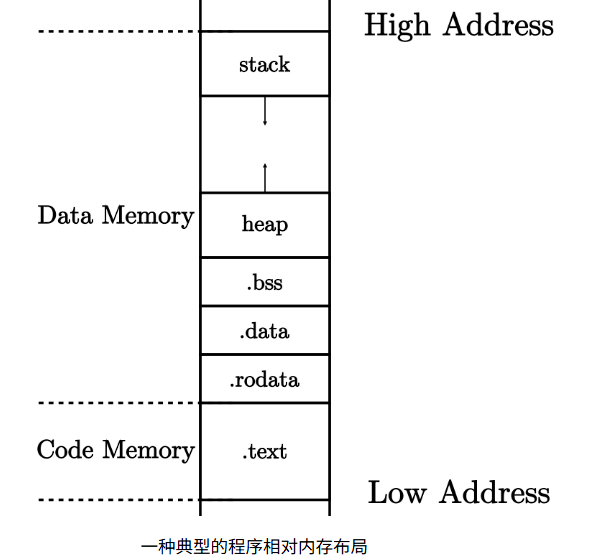 High Address
stack
Data Memory
heap
.bss
.data
.rodata
Code Memory
.text
Low Address
一种典型的程序相对内存布局